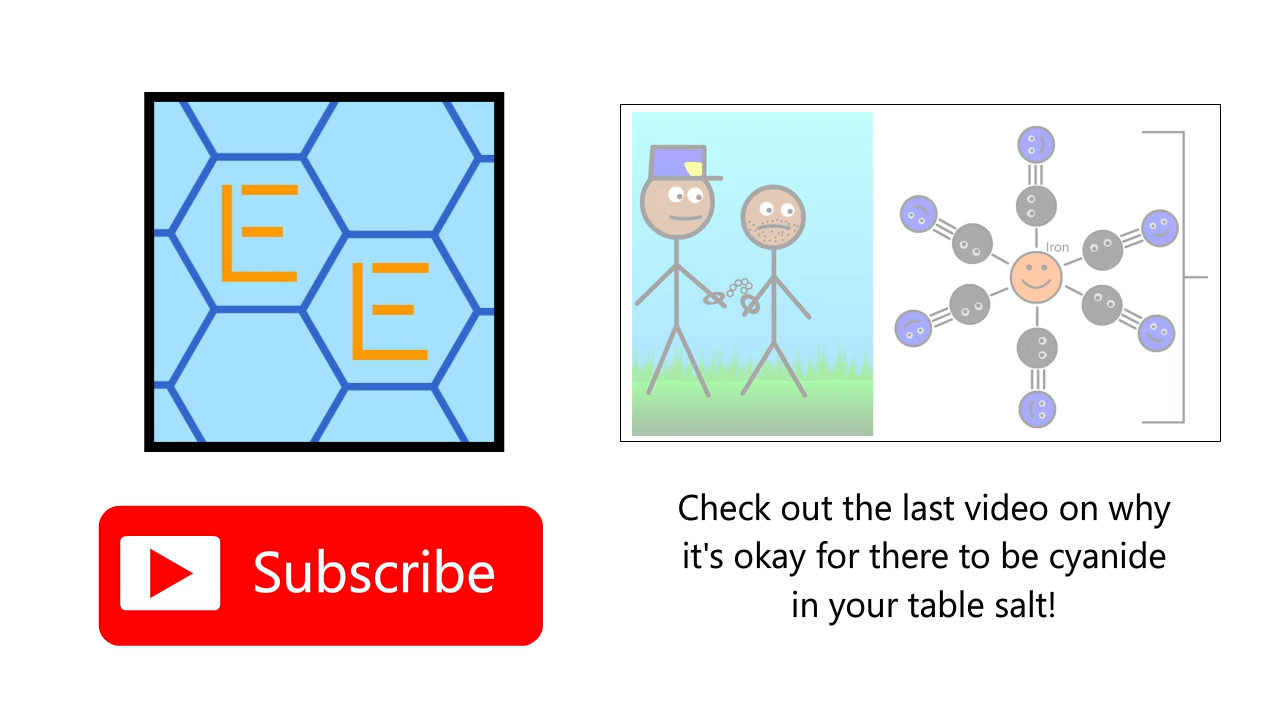 E
E
Iron
Subscribe
Check out the last video on why
it's okay for there to be cyanide
in your table salt!